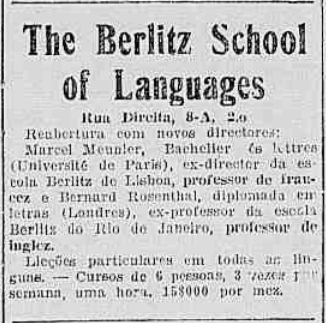 The Berlitz School
of Languages
Rua Direita, 8-A, 2.o
Reabertura com novos directores:
Marcel Meunier, Bachelier ès lettres
(Université de Paris), ex-director da es-
cola Berlitz de Lisboa, professor de fran-
cez e Bernard Rosenthal, diplomada em
letras (Londres), ex-professor da escola
Berlitz do Rio de Janeiro, professor de
inglez.
Licções particulares em todas as lin-
guas. — Cursos de 6 pessoas, 3 vezes por
semana, uma hora, 15$000 por mez.